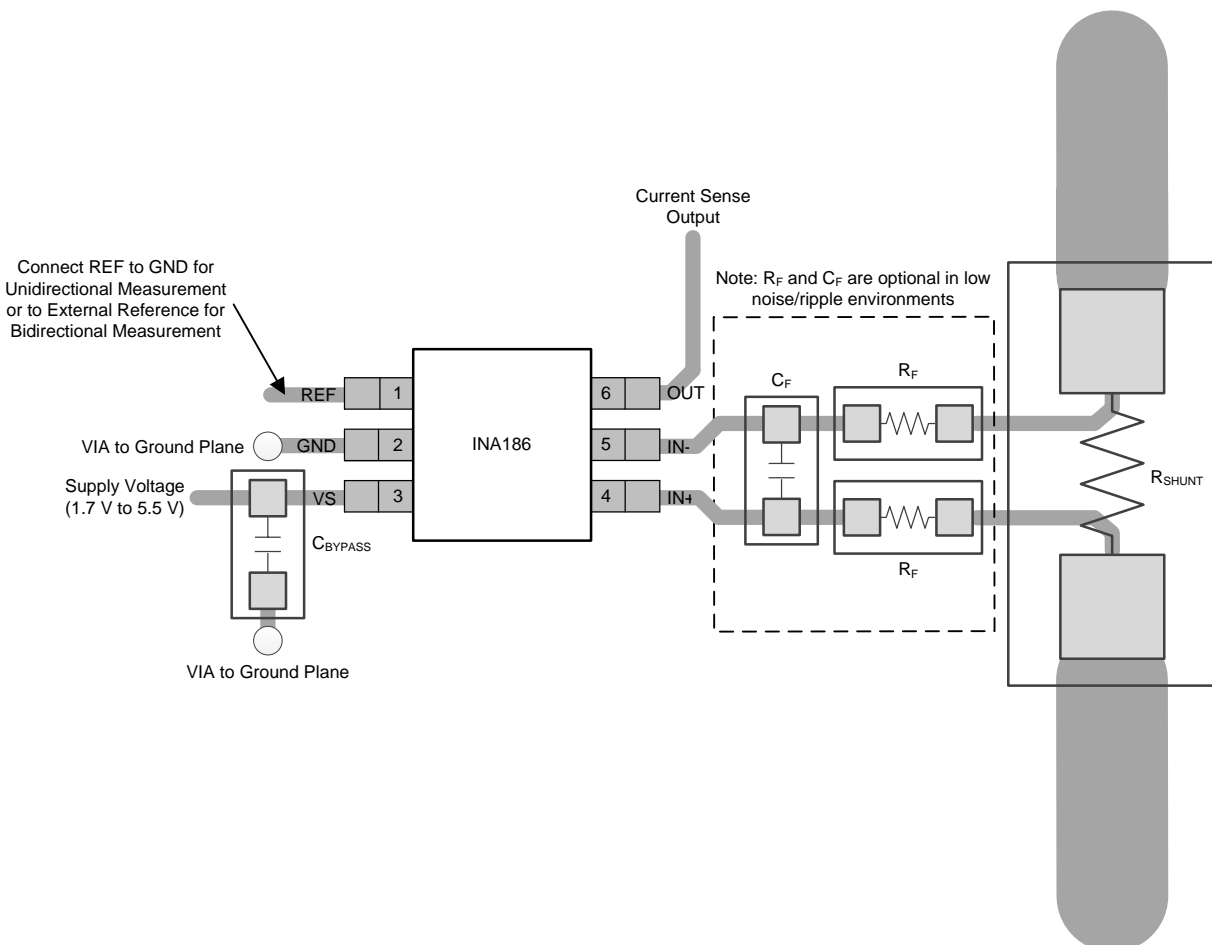 Current Sense
Output
Connect REF to GND for
Unidirectional Measurement
or to External Reference for
Bidirectional Measurement
Note: RF and CF are optional in low
noise/ripple environments
REF
1
6
OUT
CF
RF
VIA to Ground Plane
GND
2
INA186
5
IN-
RSHUNT
Supply Voltage
(1.7 V to 5.5 V)
VS
3
4
IN+
CBYPASS
RF
VIA to Ground Plane